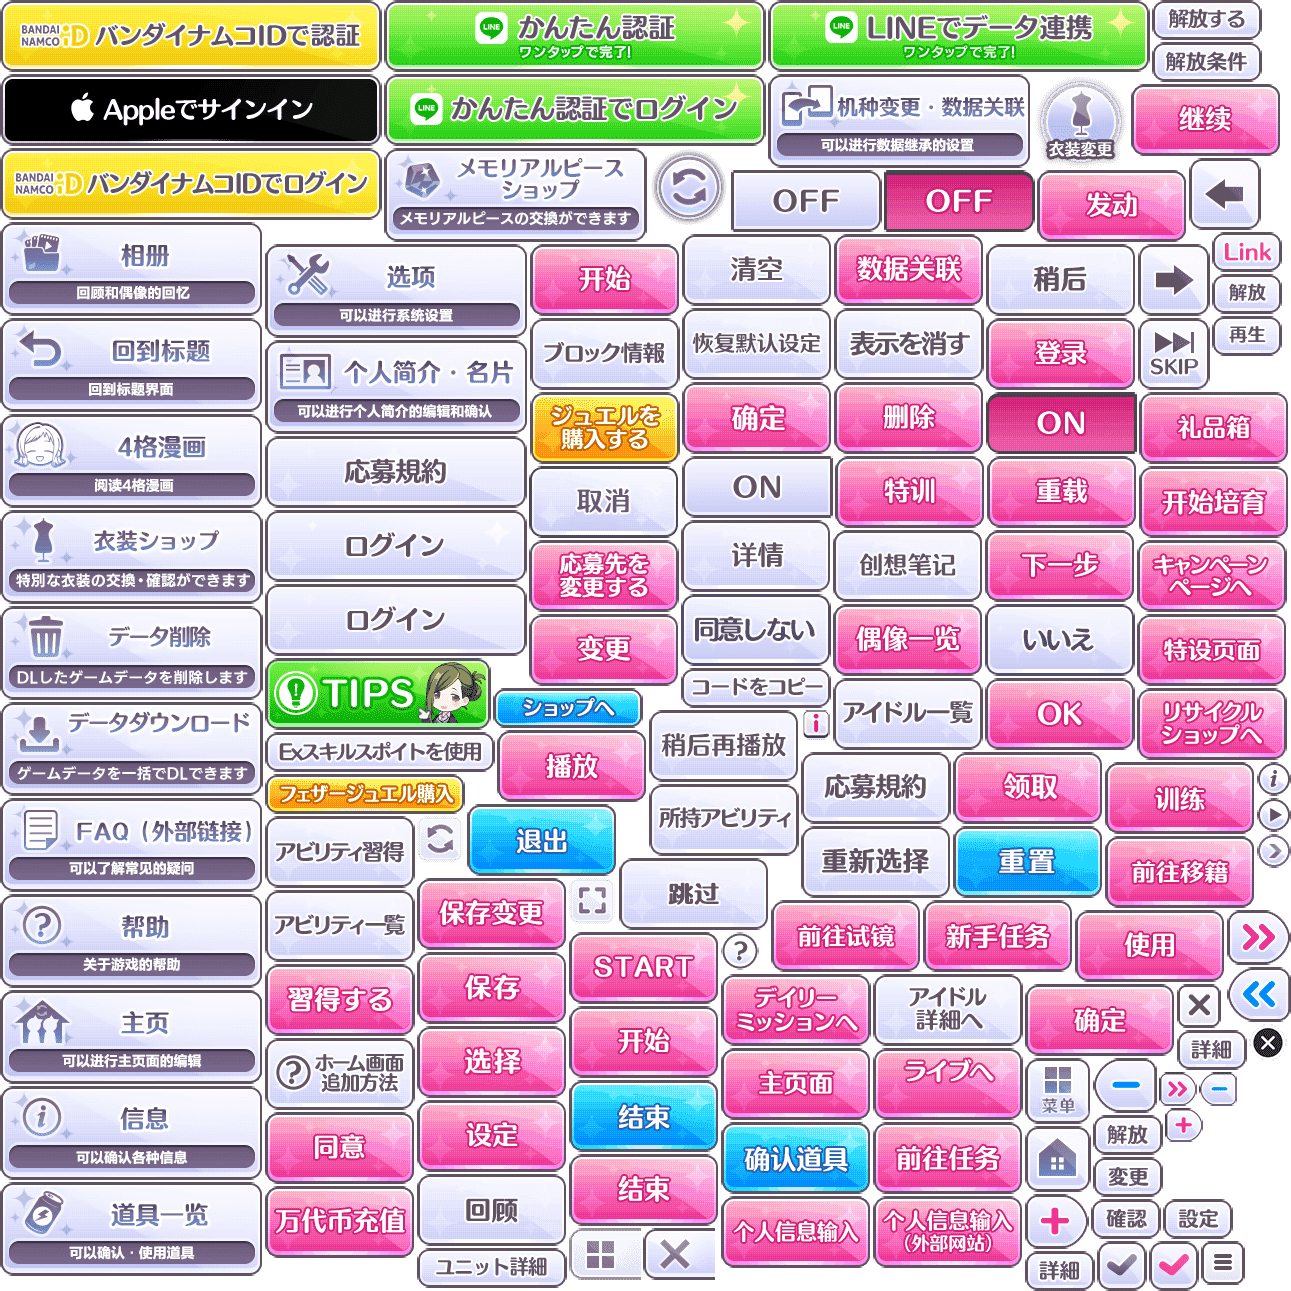 BANDAI NAMCO iD バンダイナムコIDで認証
LINE かんたん認証
ワンタップで完了!
LINE LINEでデータ連携
ワンタップで完了!
解放する
解放条件
Appleでサインイン
LINE かんたん認証でログイン
机种变更・数据关联
可以进行数据继承的设置
衣装変更
继续
BANDAI NAMCO iD バンダイナムコIDでログイン
メモリアルピース
ショップ
メモリアルピースの交換ができます
OFF
OFF
发动
相册
回顾和偶像的回忆
选项
可以进行系统设置
开始
清空
数据关联
稍后
Link
解放
回到标题
回到标题界面
个人简介・名片
可以进行个人简介的编辑和确认
ブロック情報
恢复默认设定
表示を消す
登录
SKIP
再生
4格漫画
阅读4格漫画
応募規約
ジュエルを
購入する
确定
删除
ON
礼品箱
衣装ショップ
特別な衣装の交換・確認ができます
ログイン
取消
ON
特训
重载
开始培育
データ削除
DLしたゲームデータを削除します
ログイン
応募先を
変更する
详情
创想笔记
下一步
キャンペーン
ページへ
变更
同意しない
偶像一览
いいえ
特设页面
データダウンロード
ゲームデータを一括でDLできます
TIPS
ショップへ
コードをコピー
アイドル一覧
OK
リサイクル
ショップへ
Exスキルスポイトを使用
播放
稍后再播放
i
フェザージュエル購入
応募規約
领取
训练
i
FAQ（外部链接）
可以了解常见的疑问
アビリティ習得
退出
所持アビリティ
重新选择
重置
前往移籍
帮助
关于游戏的帮助
アビリティ一覧
保存变更
跳过
前往试镜
新手任务
使用
主页
可以进行主页面的编辑
習得する
保存
START
?
デイリー
ミッションへ
アイドル
詳細へ
确定
詳細
信息
可以确认各种信息
ホーム画面
追加方法
选择
开始
主页面
ライブへ
菜单
同意
设定
结束
确认道具
前往任务
解放
変更
道具一览
可以确认・使用道具
万代币充值
回顾
结束
个人信息输入
个人信息输入
(外部网站)
確認
設定
ユニット詳細
詳細